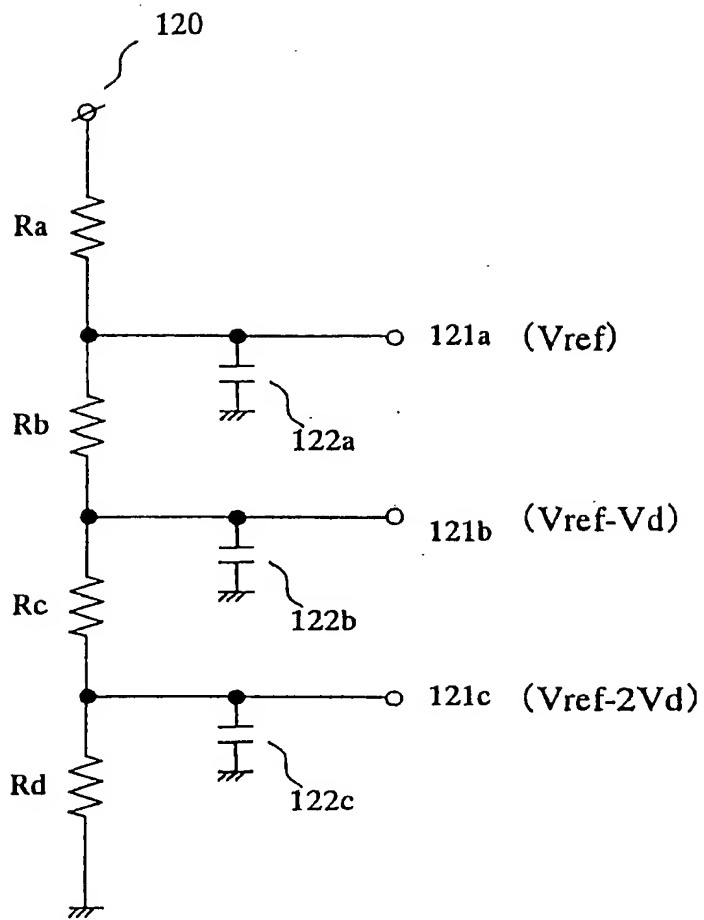 120
Ra
121a (Vref)
122a
Rb
121b (Vref-Vd)
122b
Rc
121c (Vref-2Vd)
122c
Rd